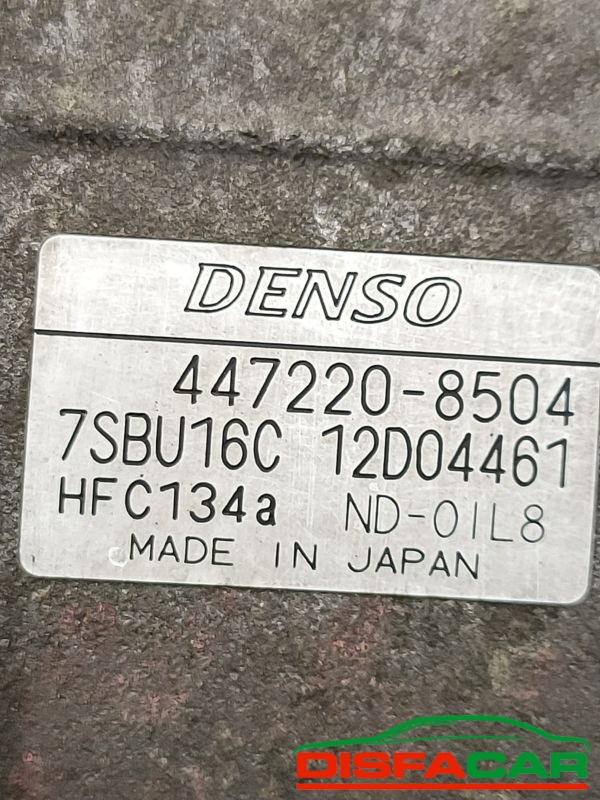 DENSO
447220-8504
7SBU16C 12D04461
HFC134a ND-OIL8
MADE IN JAPAN
DISFACAR